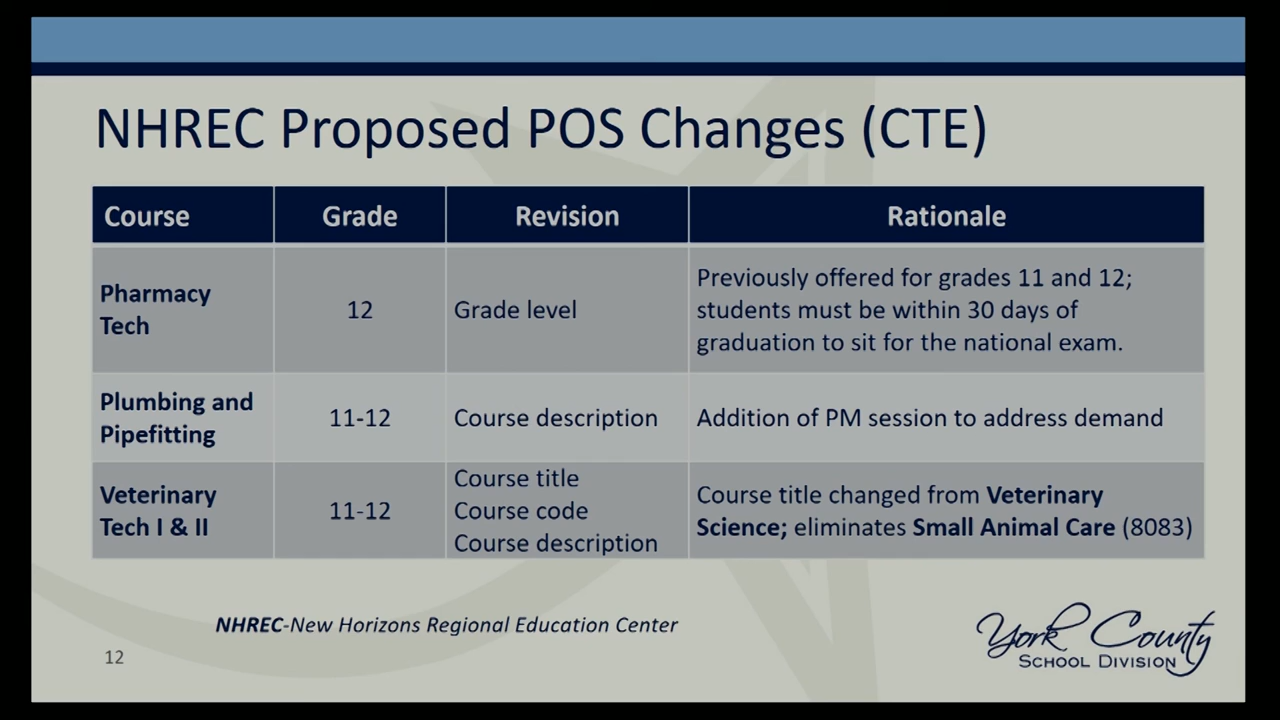 NHREC Proposed POS Changes (CTE)
Course Grade Revision Rationale
Pharmacy Tech
12
Grade level
Previously offered for grades 11 and 12;
students must be within 30 days of
graduation to sit for the national exam.
Plumbing and
Pipefitting
11-12
Course description
Addition of PM session to address demand
Veterinary
Tech I & II
11-12
Course title
Course code
Course description
Course title changed from Veterinary
Science; eliminates Small Animal Care (8083)
NHREC-New Horizons Regional Education Center
12
York County
SCHOOL DIVISION